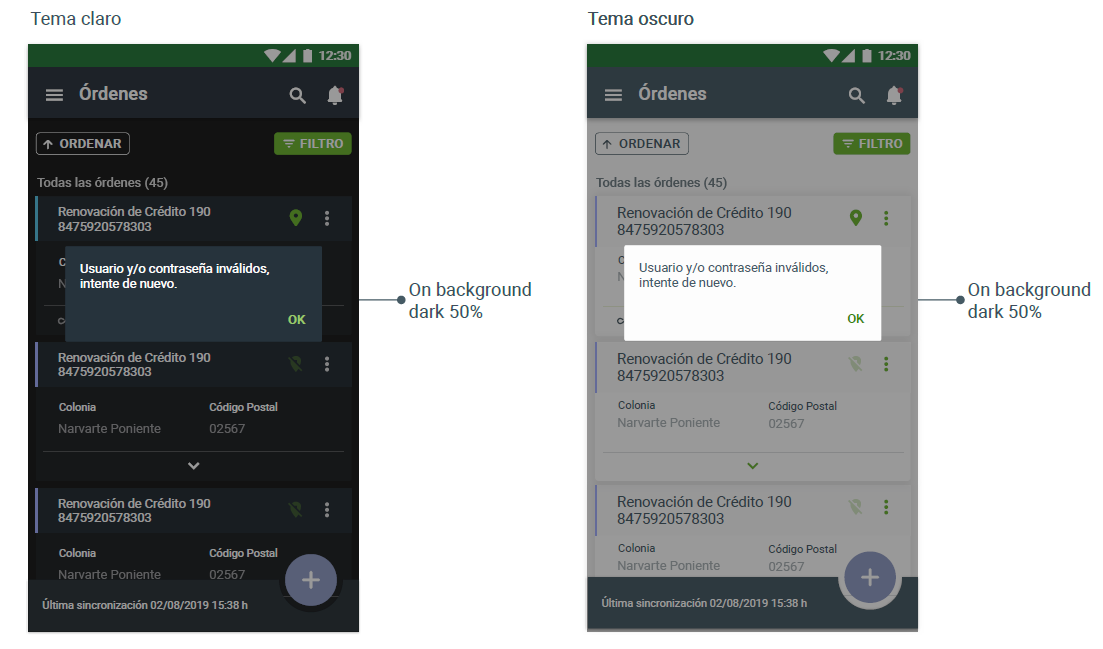 Tema claro
12:30
Órdenes
ORDENAR
FILTRO
Todas las órdenes (45)
Renovación de Crédito 190
8475920578303
C
N
Usuario y/o contraseña inválidos,
intente de nuevo.
OK
Renovación de Crédito 190
8475920578303
Colonia
Código Postal
Narvarte Poniente
02567
Renovación de Crédito 190
8475920578303
Colonia
Código Postal
Narvarte Poniente
02567
Última sincronización 02/08/2019 15:38 h
On background
dark 50%
Tema oscuro
12:30
Órdenes
ORDENAR
FILTRO
Todas las órdenes (45)
Renovación de Crédito 190
8475920578303
C
N
Usuario y/o contraseña inválidos,
intente de nuevo.
OK
Renovación de Crédito 190
8475920578303
Colonia
Código Postal
Narvarte Poniente
02567
Renovación de Crédito 190
8475920578303
Colonia
Código Postal
Narvarte Poniente
02567
Última sincronización 02/08/2019 15:38 h
On background
dark 50%